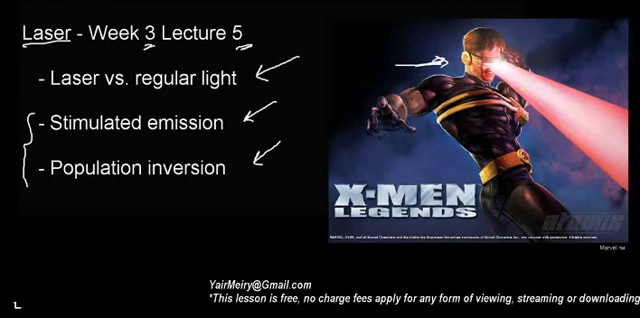 Laser - Week 3 Lecture 5
- Laser vs. regular light
- Stimulated emission
- Population inversion
X-MEN
LEGENDS
Marvel ™
YairMeiry@Gmail.com
*This lesson is free, no charge fees apply for any form of viewing, streaming or downloading